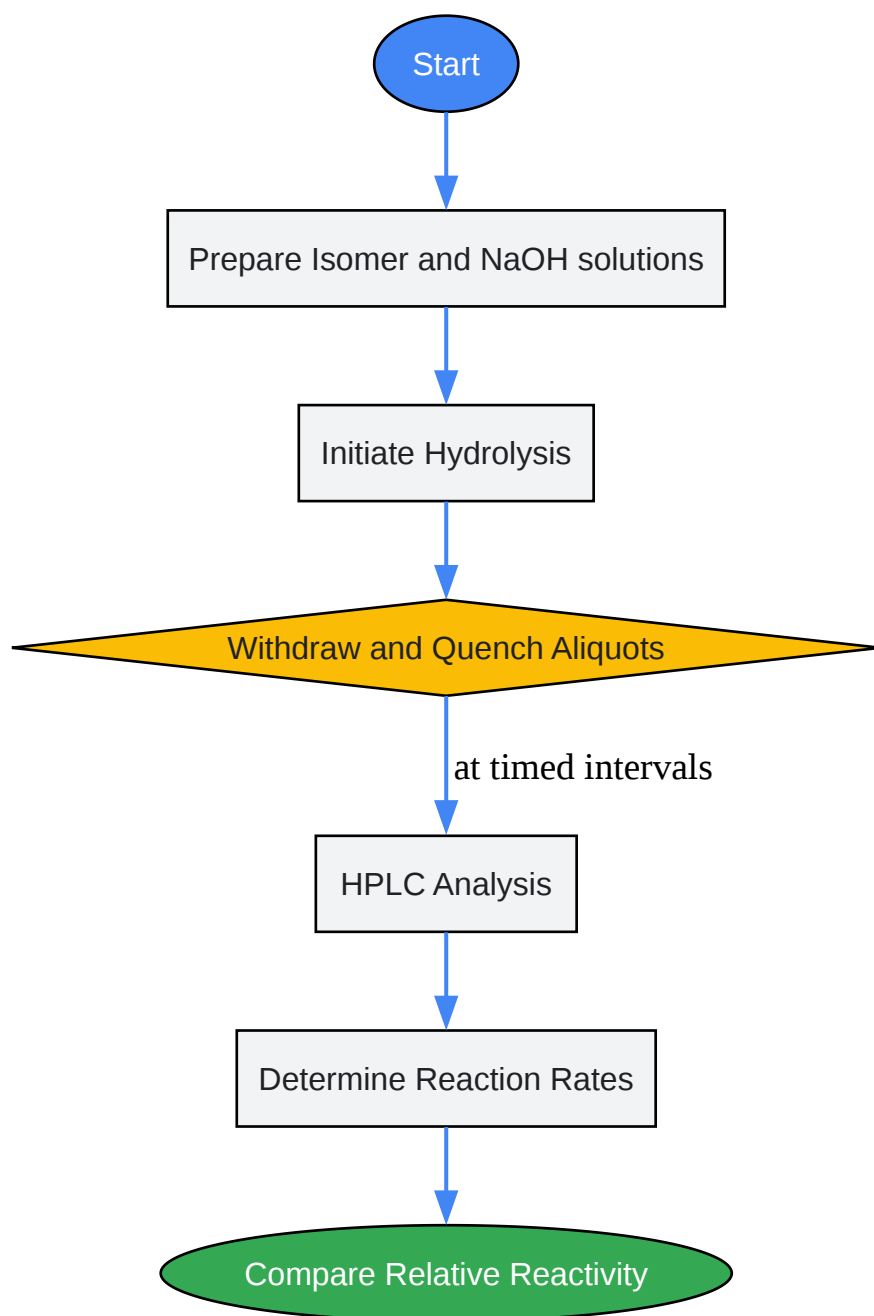 Start
Prepare Isomer and NaOH solutions
Initiate Hydrolysis
Withdraw and Quench Aliquots
at timed intervals
HPLC Analysis
Determine Reaction Rates
Compare Relative Reactivity